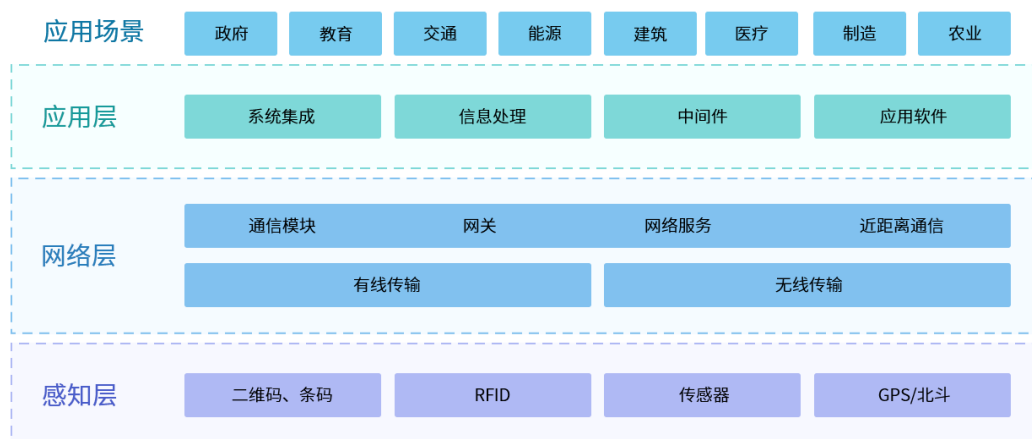 应用场景 政府 教育 交通 能源 建筑 医疗 制造 农业
应用层 系统集成 信息处理 中间件 应用软件
网络层
通信模块 网关 网络服务 近距离通信
有线传输 无线传输
感知层 二维码、条码 RFID 传感器 GPS/北斗